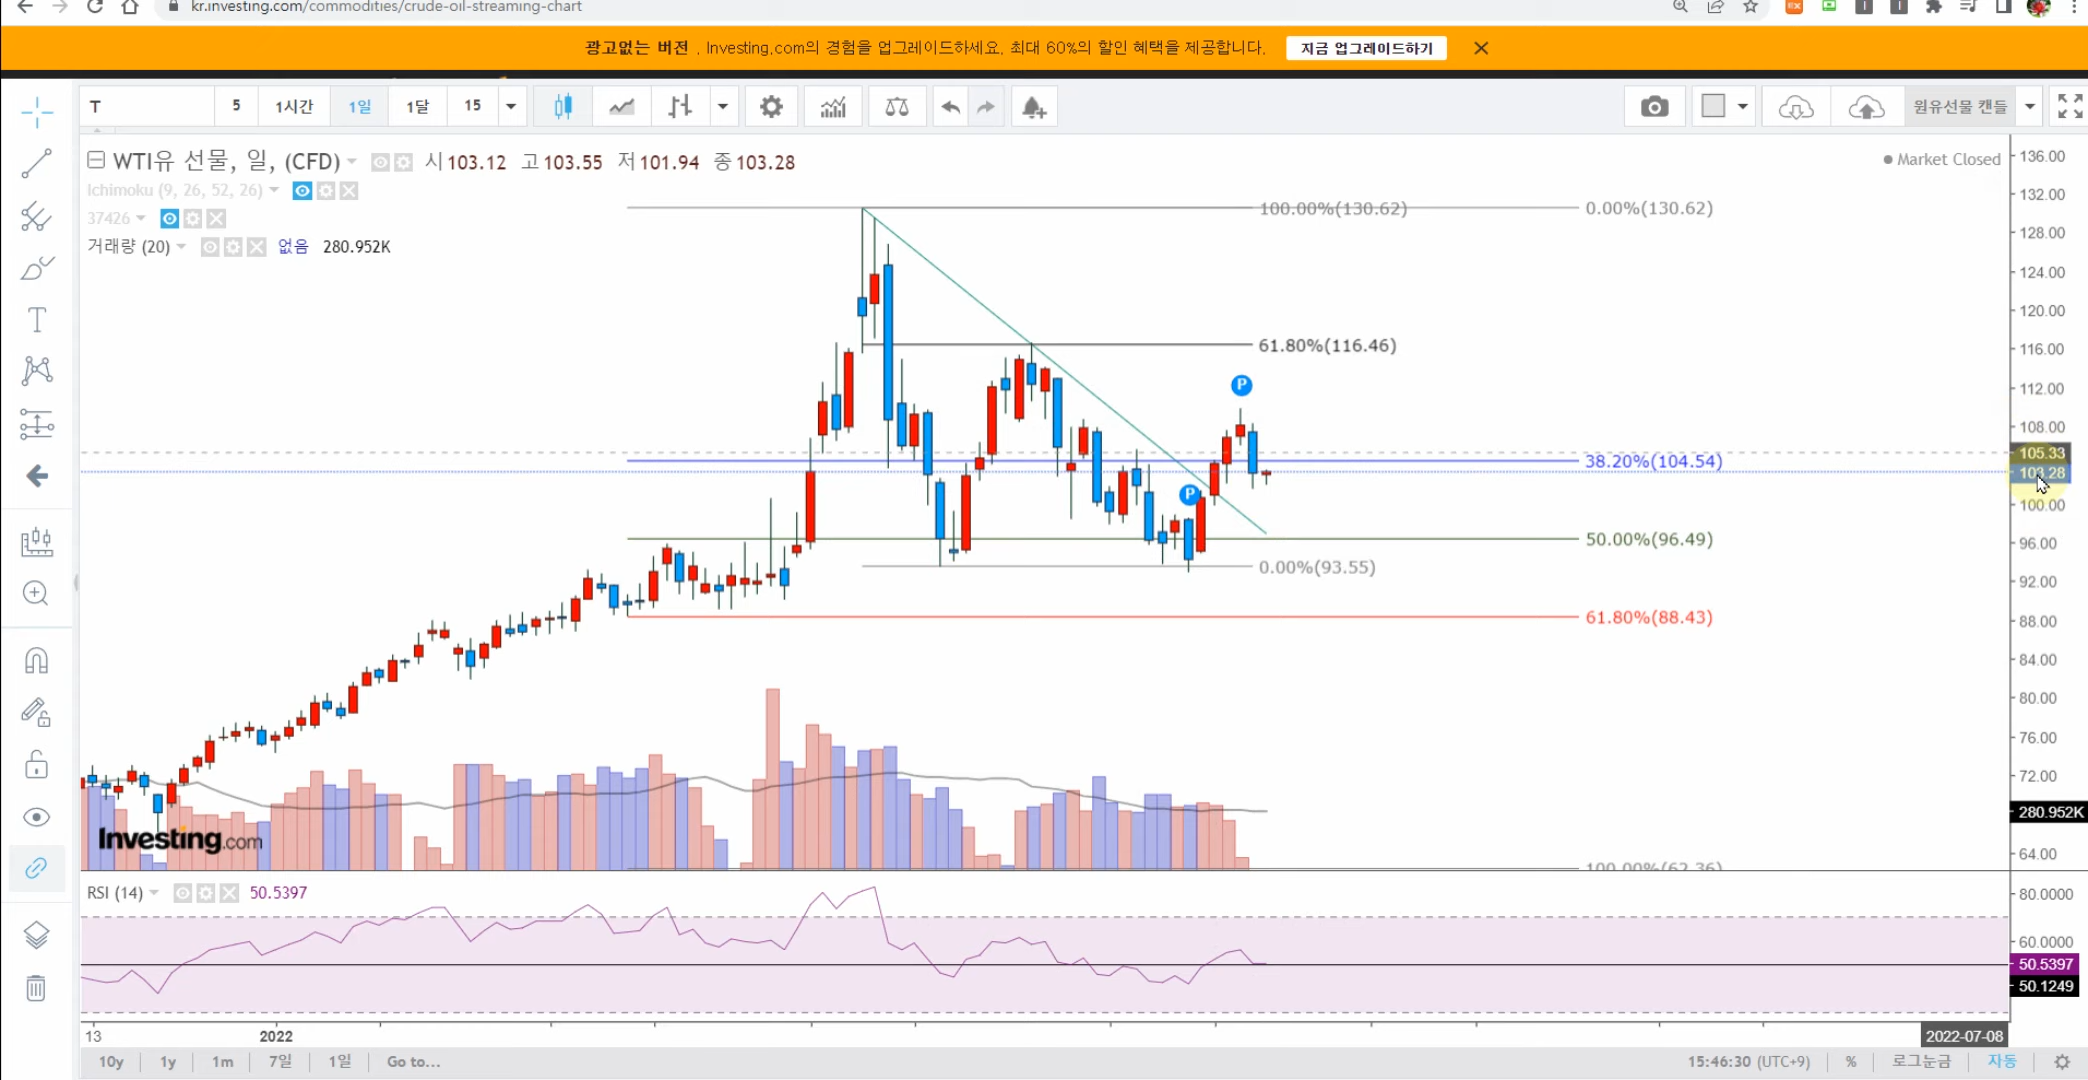 kr.investing.com/commodities/crude-oil-streaming-chart
광고없는 버전 . Investing.com의 경험을 업그레이드하세요. 최대 60%의 할인 혜택을 제공합니다. 지금 업그레이드하기
T 5 1시간 1일 1달 15 원유선물 캔들
WTI유 선물, 일, (CFD) 시 103.12 고 103.55 저 101.94 종 103.28
Market Closed
Ichimoku (9, 26, 52, 26)
37426
거래량 (20) 없음 280.952K
100.00%(130.62) 0.00%(130.62)
61.80%(116.46)
P
38.20%(104.54)
P
50.00%(96.49)
0.00%(93.55)
61.80%(88.43)
100.00%(62.36)
136.00
132.00
128.00
124.00
120.00
116.00
112.00
108.00
105.33
103.28
100.00
96.00
92.00
88.00
84.00
80.00
76.00
72.00
280.952K
64.00
Investing.com
RSI (14) 50.5397
80.0000
60.0000
50.5397
50.1249
13 2022 2022-07-08
10y 1y 1m 7일 1일 Go to... 15:46:30 (UTC+9) % 로그눈금 자동